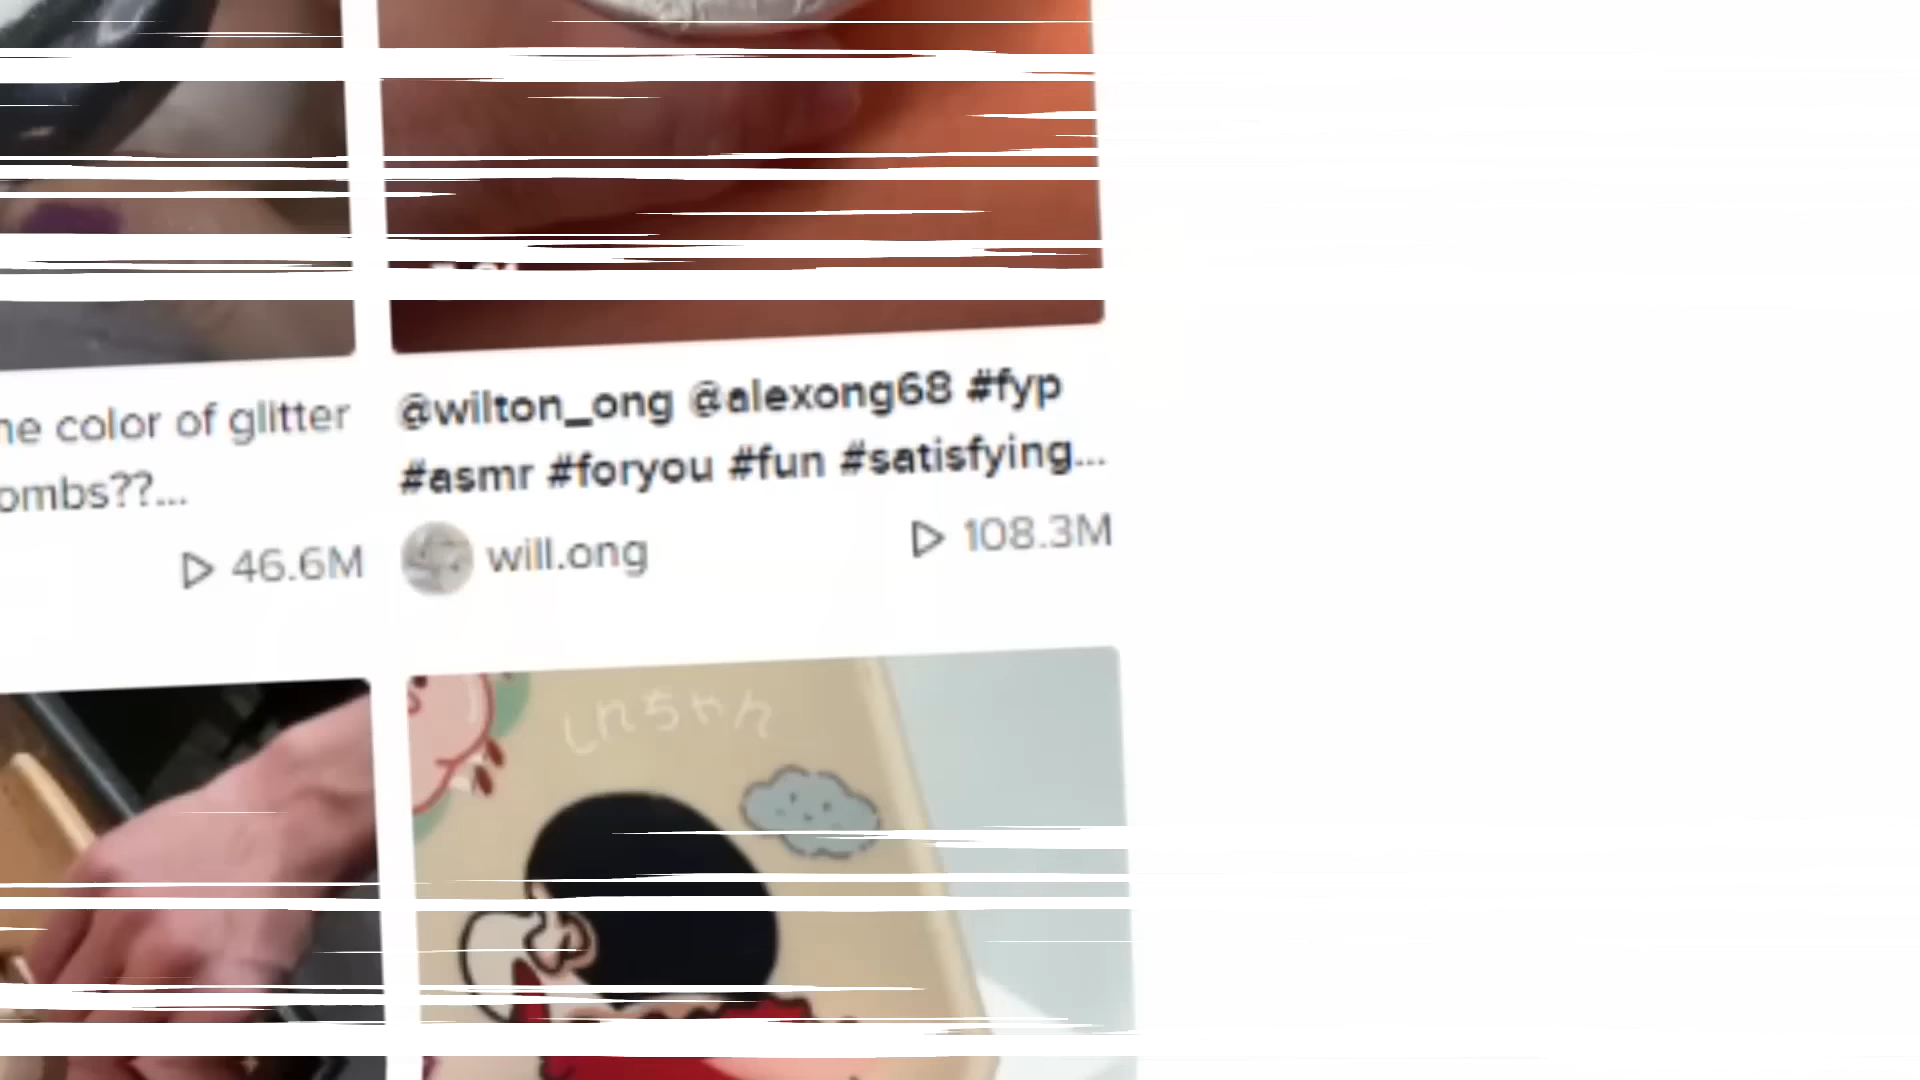 ne color of glitter
ombs??...
46.6M
@wilton_ong @alexong68 #fyp
#asmr #foryou #fun #satisfying...
will.ong
108.3M
しんちゃん